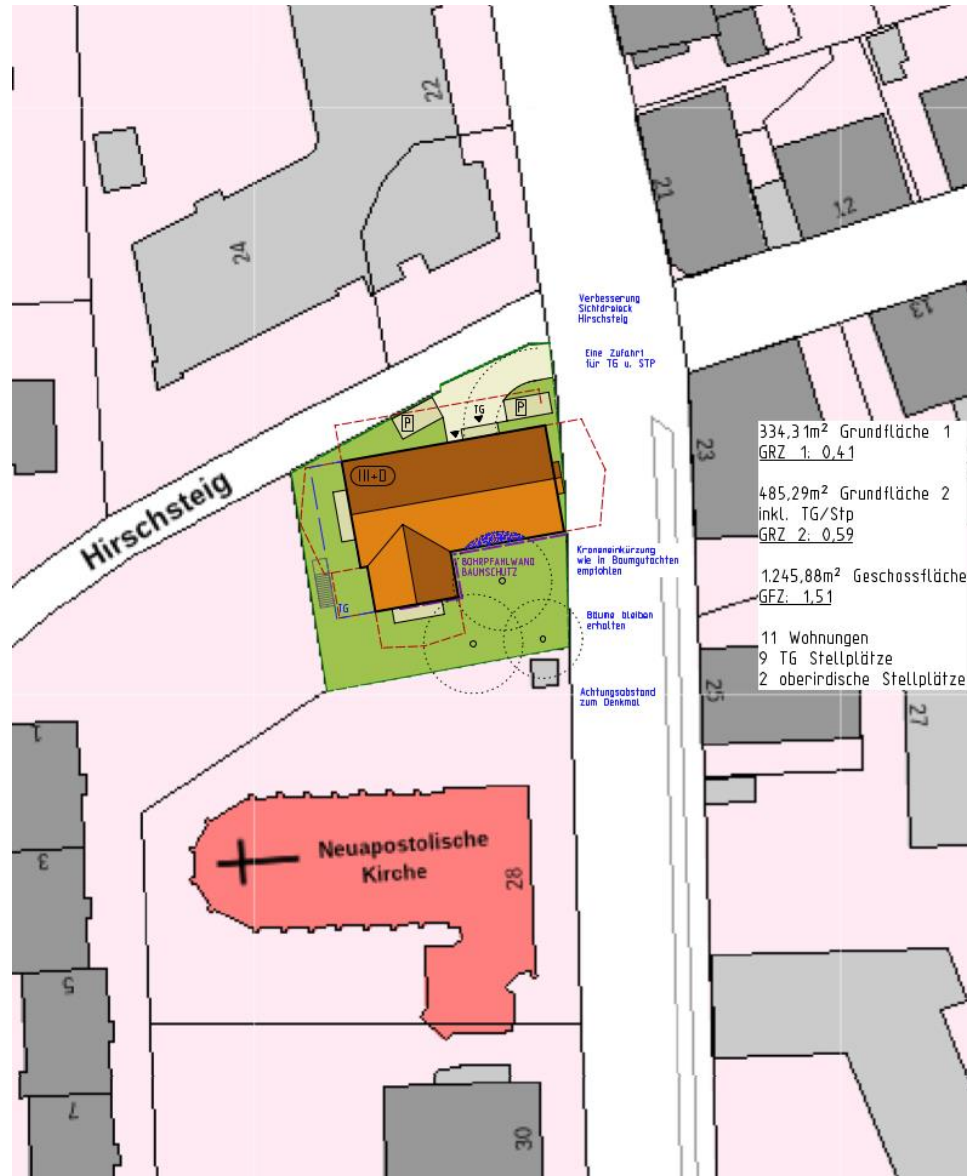 22
24
21
12
13
Verbesserung
Sichtdreieck
Hirschsteig
Eine Zufahrt
für TG u. STP
P
TG
P
III+D
Hirschsteig
TG
BOHRPFAHLWAND
BAUMSCHUTZ
Kroneneinkürzung
wie in Baumgutachten
empfohlen
Bäume bleiben
erhalten
Achtungsabstand
zum Denkmal
23
334,31m² Grundfläche 1
GRZ 1: 0,41
485,29m² Grundfläche 2
inkl. TG/Stp
GRZ 2: 0,59
1.245,88m² Geschossfläche
GFZ: 1,51
11 Wohnungen
9 TG Stellplätze
2 oberirdische Stellplätze
25
27
1
3
5
7
Neuapostolische
Kirche
28
30